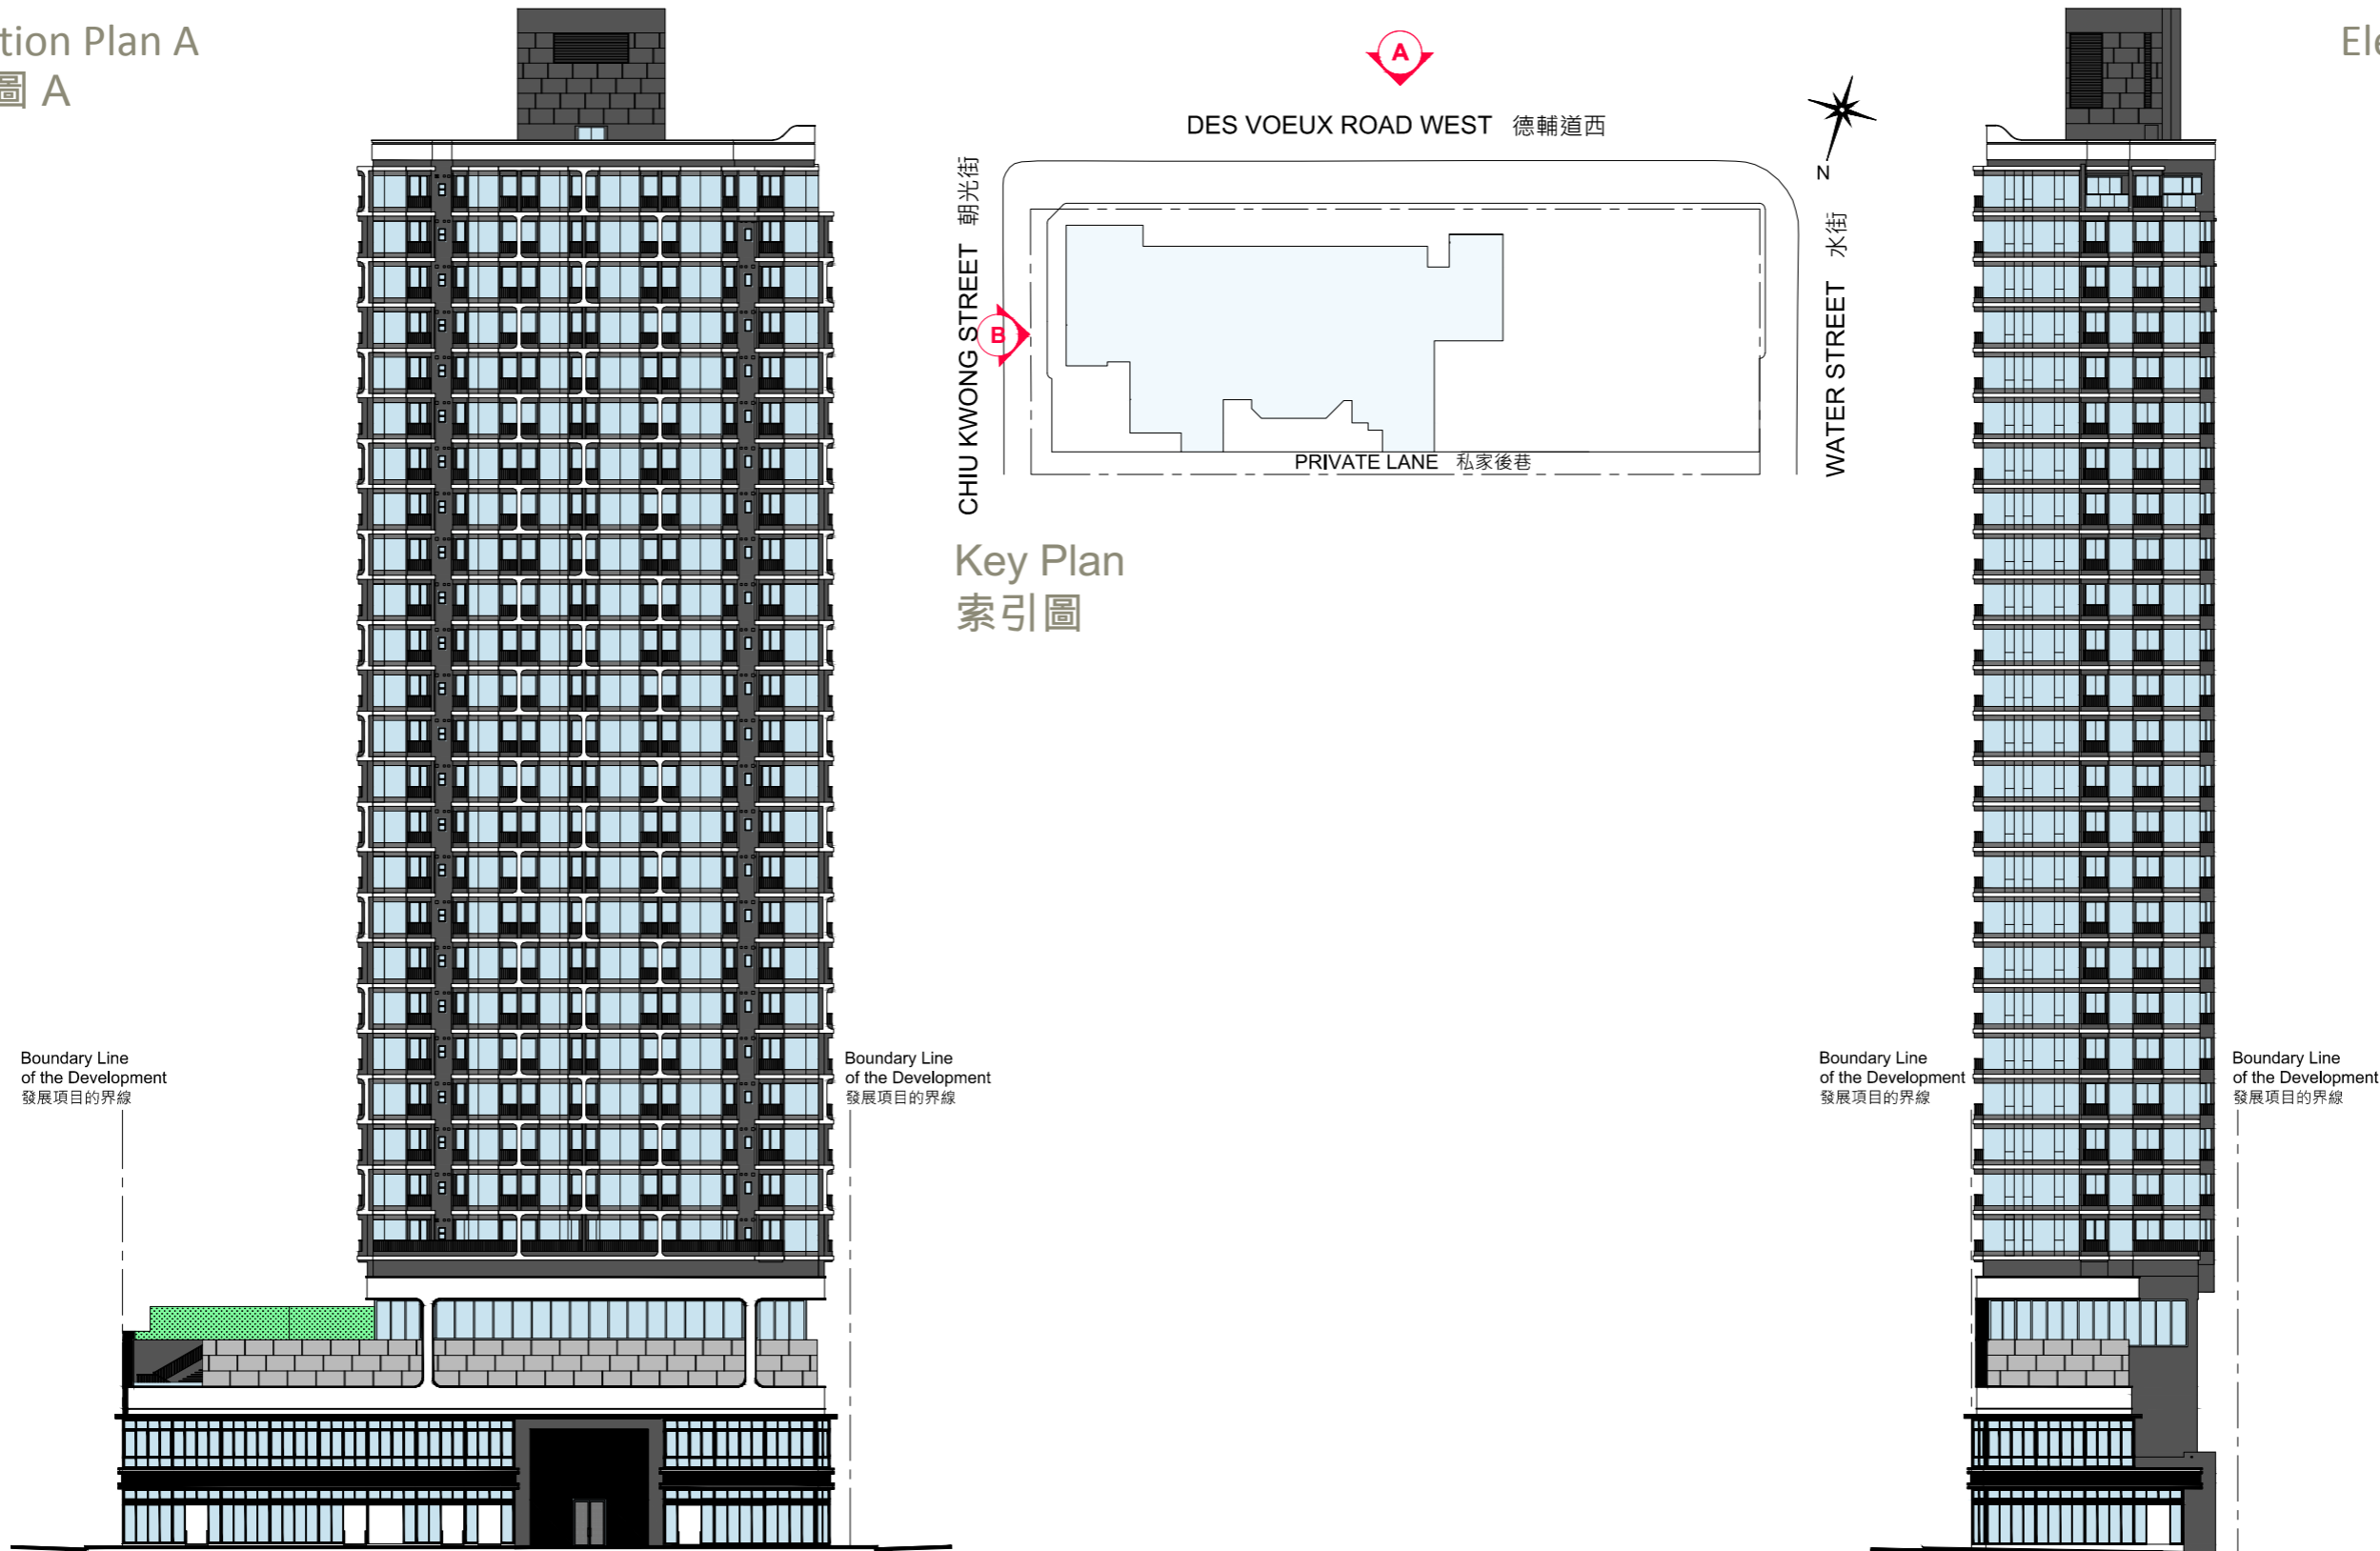 tion Plan A
圖 A
A
DES VOEUX ROAD WEST 德輔道西
CHIU KWONG STREET 朝光街
B
N
WATER STREET 水街
PRIVATE LANE 私家後巷
Key Plan
索引圖
Ele
Boundary Line
of the Development
發展項目的界線
Boundary Line
of the Development
發展項目的界線
Boundary Line
of the Development
發展項目的界線
Boundary Line
of the Development
發展項目的界線